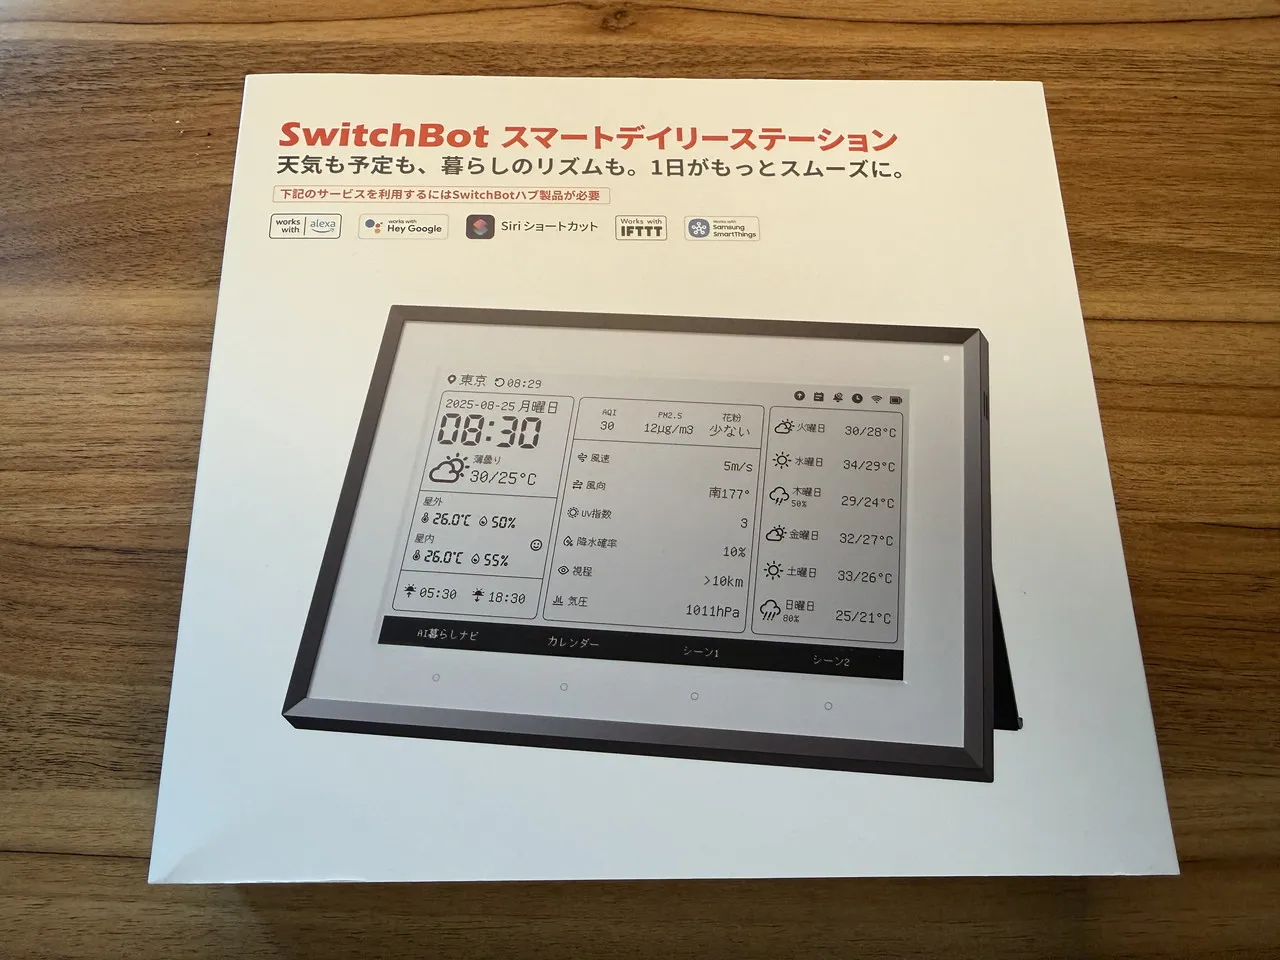 SwitchBot スマートデイリーステーション
天気も予定も、暮らしのリズムも。1日がもっとスムーズに。
下記のサービスを利用するにはSwitchBotハブ製品が必要
works with alexa
works with Hey Google
Siri ショートカット
Works with IFTTT
Works with Samsung SmartThings
東京 08:29
2025-08-25 月曜日
08:30
薄曇り
30/25°C
屋外
26.0℃ 50%
屋内
26.0℃ 55%
05:30 18:30
AQI PM2.5 花粉
30 12µg/m3 少ない
風速 5m/s
風向 南177°
UV指数 3
降水確率 10%
視程 >10km
気圧 1011hPa
火曜日 30/28°C
水曜日 34/29°C
木曜日 50% 29/24°C
金曜日 32/27°C
土曜日 33/26°C
日曜日 80% 25/21°C
AI暮らしナビ カレンダー シーン1 シーン2